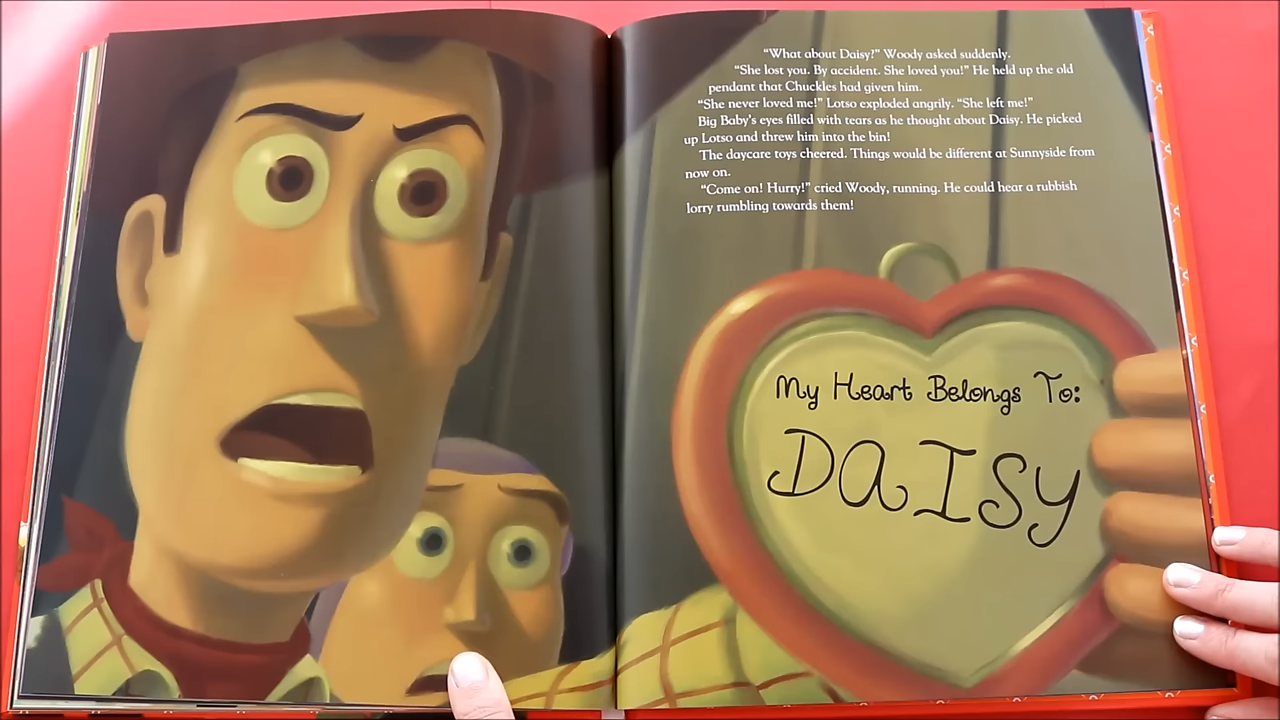 “What about Daisy?” Woody asked suddenly.
“She lost you. By accident. She loved you!” He held up the old
pendant that Chuckles had given him.
“She never loved me!” Lotso exploded angrily. “She left me!”
Big Baby's eyes filled with tears as he thought about Daisy. He picked
up Lotso and threw him into the bin!
The daycare toys cheered. Things would be different at Sunnyside from
now on.
“Come on! Hurry!” cried Woody, running. He could hear a rubbish
lorry rumbling towards them!
My Heart Belongs To:
DAISY